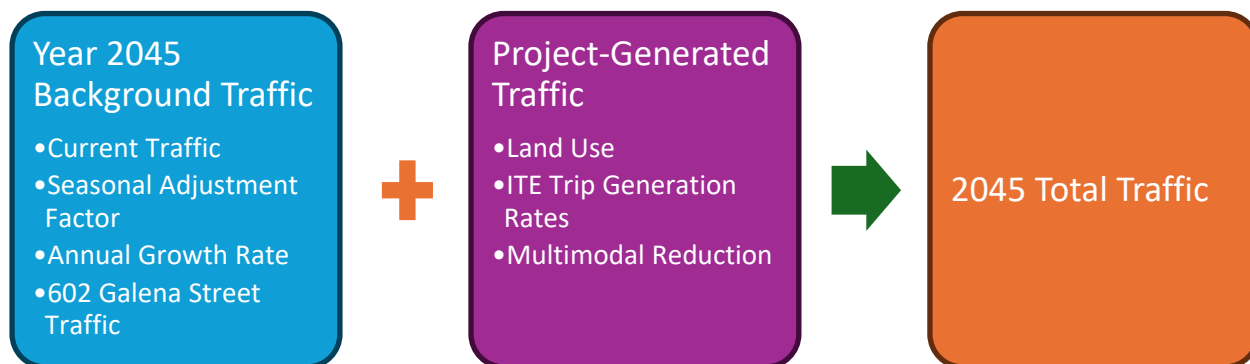 Year 2045
Background Traffic
•Current Traffic
•Seasonal Adjustment
Factor
•Annual Growth Rate
•602 Galena Street
Traffic
Project-Generated
Traffic
•Land Use
•ITE Trip Generation
Rates
•Multimodal Reduction
2045 Total Traffic